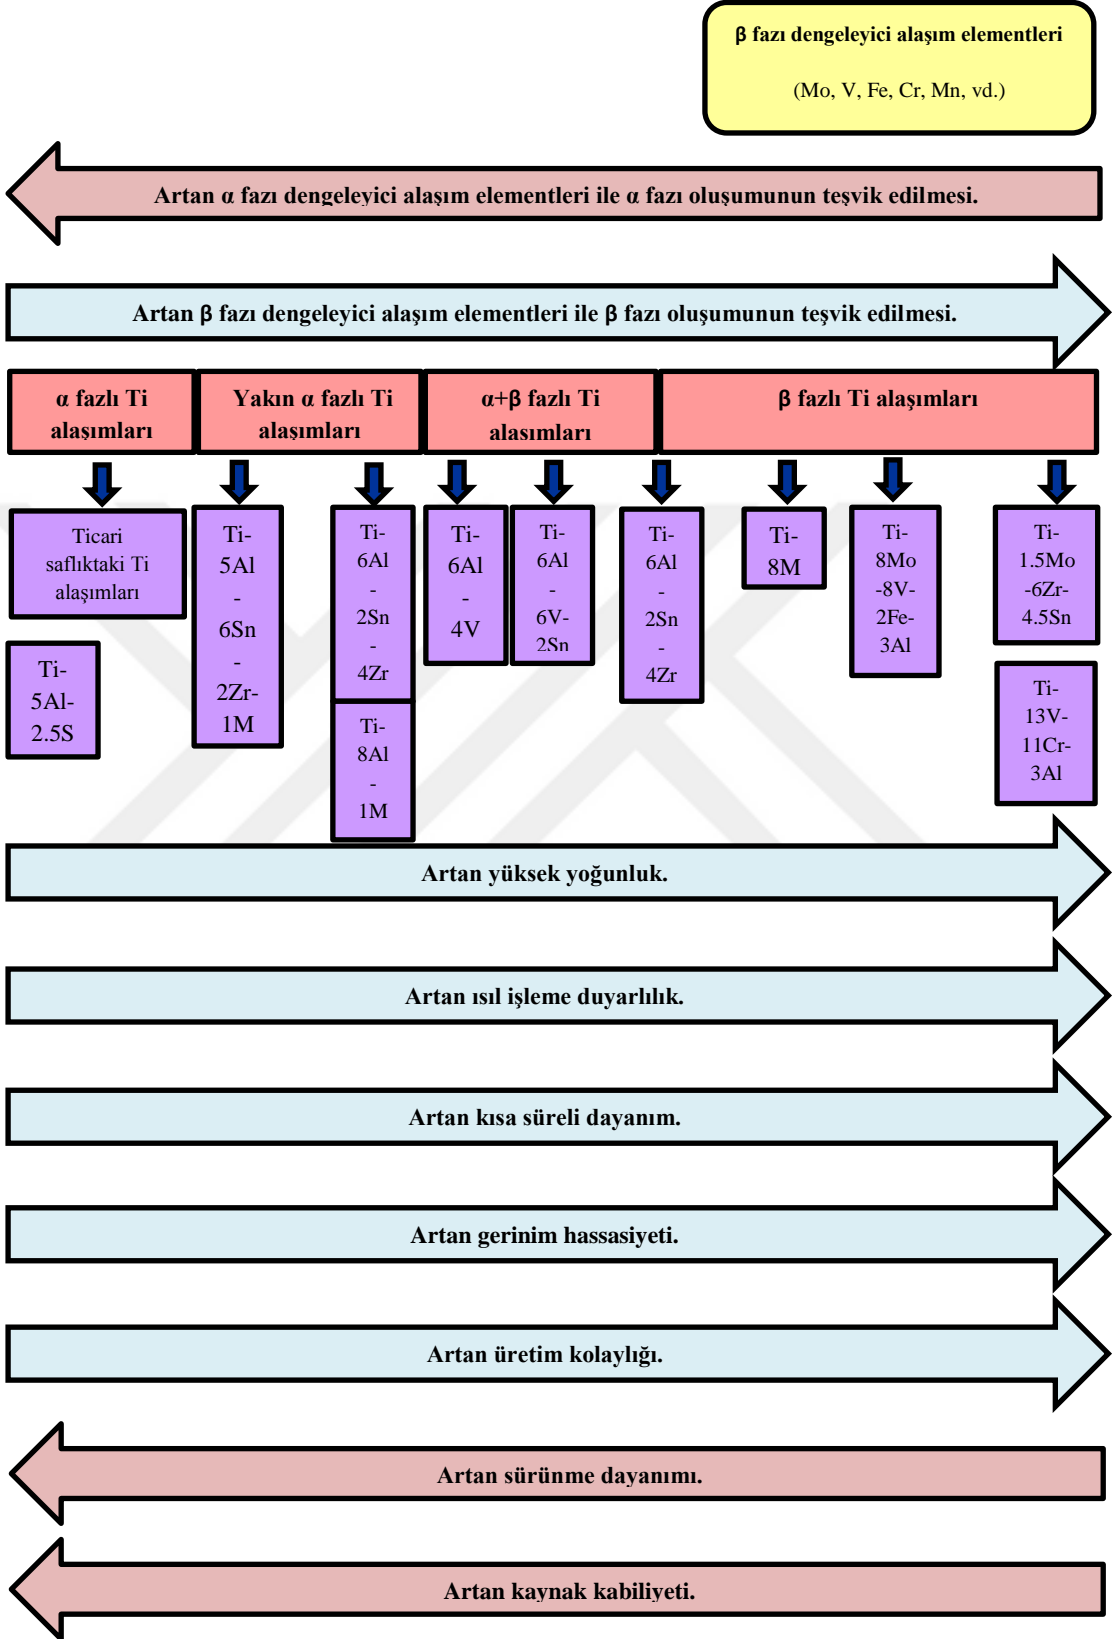 β fazı dengeleyici alaşım elementleri
(Mo, V, Fe, Cr, Mn, vd.)
Artan α fazı dengeleyici alaşım elementleri ile α fazı oluşumunun teşvik edilmesi.
Artan β fazı dengeleyici alaşım elementleri ile β fazı oluşumunun teşvik edilmesi.
α fazlı Ti
alaşımları
Yakın α fazlı Ti
alaşımları
α+β fazlı Ti
alasımları
β fazlı Ti alaşımları
Ticari
saflıktaki Ti
alaşımları
Ti-
5Al-
2.5S
Ti-
5Al
-
6Sn
-
2Zr-
1M
Ti-
6Al
-
2Sn
-
4Zr
Ti-
8Al
-
1M
Ti-
6Al
-
4V
Ti-
6Al
-
6V-
2Sn
Ti-
6Al
-
2Sn
-
4Zr
Ti-
8M
Ti-
8Mo
-8V-
2Fe-
3Al
Ti-
1.5Mo
-6Zr-
4.5Sn
Ti-
13V-
11Cr-
3Al
Artan yüksek yoğunluk.
Artan ısıl işleme duyarlılık.
Artan kısa süreli dayanım.
Artan gerinim hassasiyeti.
Artan üretim kolaylığı.
Artan sürünme dayanımı.
Artan kaynak kabiliyeti.